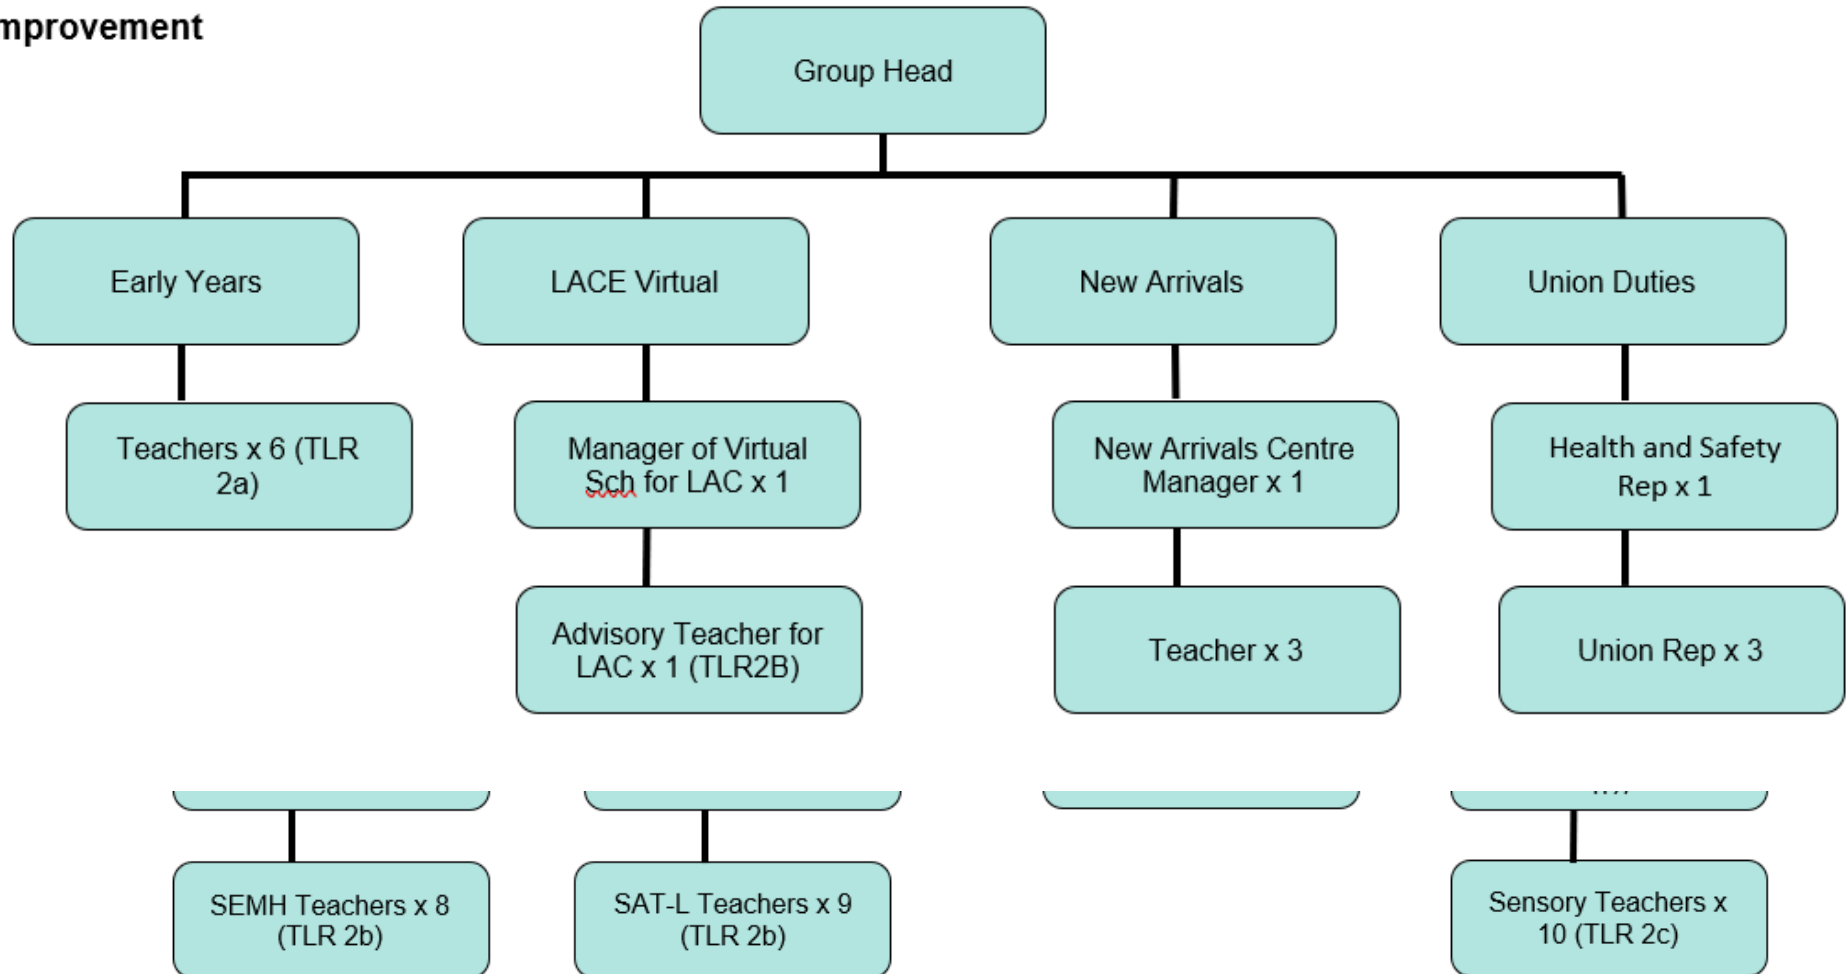 mprovement
Group Head
Early Years
LACE Virtual
New Arrivals
Union Duties
Teachers x 6 (TLR
2a)
Manager of Virtual
Sch for LAC x 1
New Arrivals Centre
Manager x 1
Health and Safety
Rep x 1
Advisory Teacher for
LAC x 1 (TLR2B)
Teacher x 3
Union Rep x 3
SEMH Teachers x 8
(TLR 2b)
SAT-L Teachers x 9
(TLR 2b)
Sensory Teachers x
10 (TLR 2c)